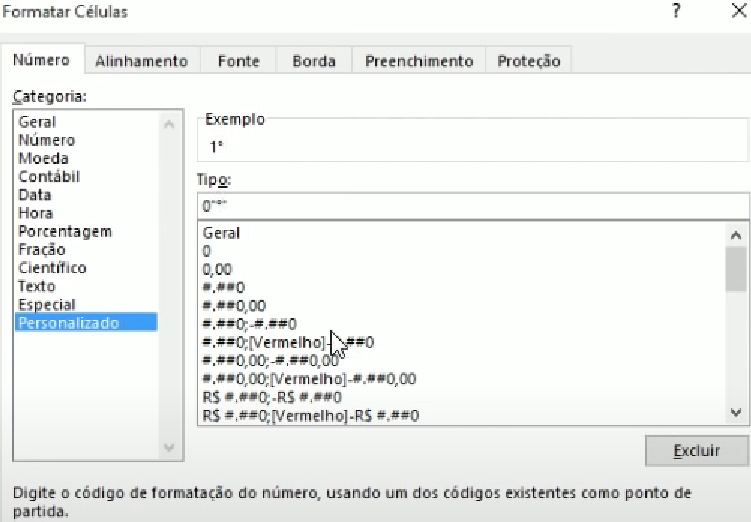 Formatar Células ? X
Número Alinhamento Fonte Borda Preenchimento Proteção
Categoria:
Geral
Número
Moeda
Contábil
Data
Hora
Porcentagem
Fração
Científico
Texto
Especial
Personalizado
Exemplo
1°
Tipo:
0"°"
Geral
0
0,00
#.##0
#.##0,00
#.##0;-#.##0
#.##0;[Vermelho]-#.##0
#.##0,00;-#.##0,00
#.##0,00;[Vermelho]-#.##0,00
R$ #.##0;-R$ #.##0
R$ #.##0;[Vermelho]-R$ #.##0
Excluir
Digite o código de formatação do número, usando um dos códigos existentes como ponto de
partida.